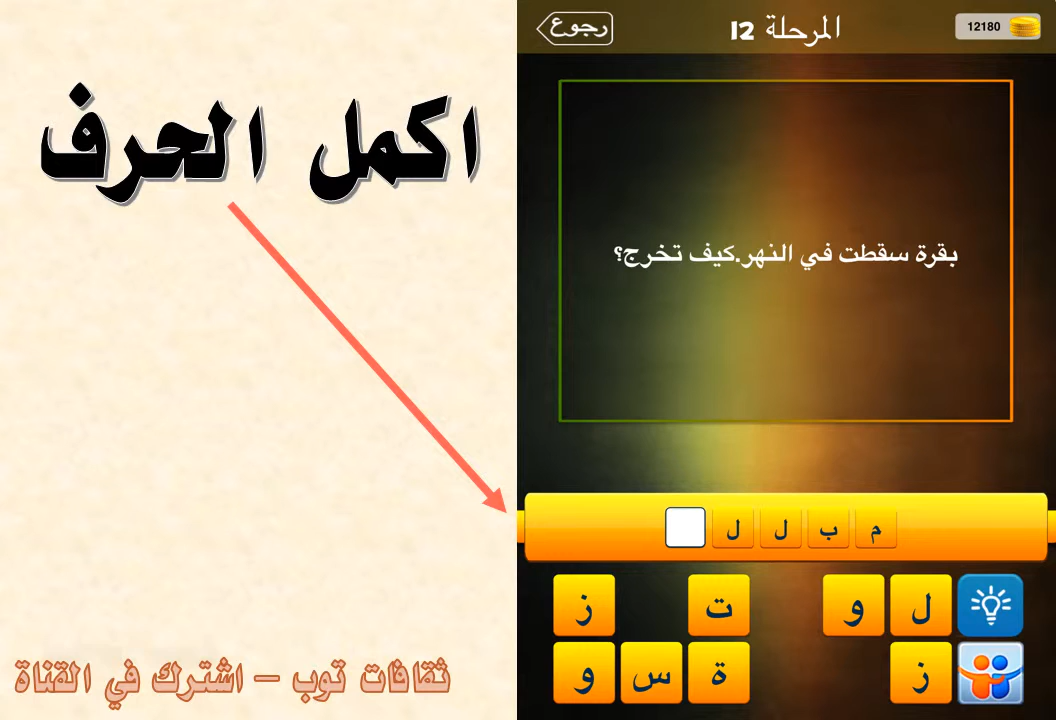 اكمل الحرف
ثقافات توب – اشترك في القناة
رجوع
المرحلة 12
12180
بقرة سقطت في النهر.كيف تخرج؟
م ب ل ل
ل و ت ز
ز ة س و